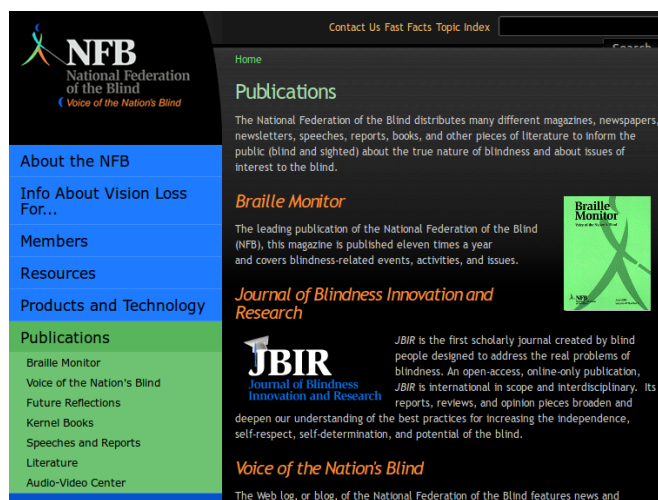 Contact Us Fast Facts Topic Index
Search
NFB
National Federation
of the Blind
Voice of the Nation's Blind
About the NFB
Info About Vision Loss
For...
Members
Resources
Products and Technology
Publications
Braille Monitor
Voice of the Nation's Blind
Future Reflections
Kernel Books
Speeches and Reports
Literature
Audio-Video Center
Home
Publications
The National Federation of the Blind distributes many different magazines, newspapers,
newsletters, speeches, reports, books, and other pieces of literature to inform the
public (blind and sighted) about the true nature of blindness and about issues of
interest to the blind.
Braille Monitor
The leading publication of the National Federation of the Blind
(NFB), this magazine is published eleven times a year
and covers blindness-related events, activities, and issues.
Braille
Monitor
Voice of the Nation's Blind
NFB
Journal of Blindness Innovation and
Research
JBIR
Journal of Blindness
Innovation and Research
JBIR is the first scholarly journal created by blind
people designed to address the real problems of
blindness. An open-access, online-only publication,
JBIR is international in scope and interdisciplinary. Its
reports, reviews, and opinion pieces broaden and
deepen our understanding of the best practices for increasing the independence,
self-respect, self-determination, and potential of the blind.
Voice of the Nation's Blind
The Web log, or blog, of the National Federation of the Blind features news and